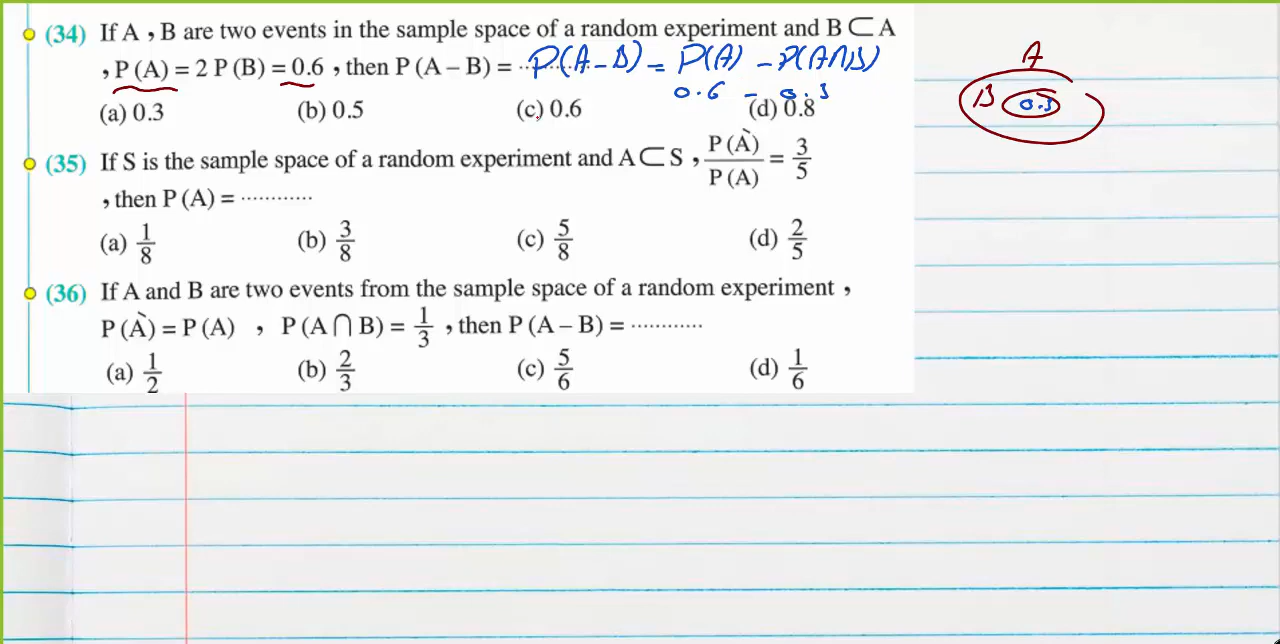 (34) If A , B are two events in the sample space of a random experiment and B ⊂ A
, P (A) = 2 P (B) = 0.6 , then P (A – B) = ............ P(A-B) = P(A) - P(A∩B)
0.6 - 0.3
(a) 0.3 (b) 0.5 (c) 0.6 (d) 0.8
A
B 0.3
(35) If S is the sample space of a random experiment and A ⊂ S , P (À) / P (A) = 3/5
, then P (A) = ............
(a) 1/8 (b) 3/8 (c) 5/8 (d) 2/5
(36) If A and B are two events from the sample space of a random experiment ,
P (À) = P (A) , P (A ∩ B) = 1/3 , then P (A – B) = ............
(a) 1/2 (b) 2/3 (c) 5/6 (d) 1/6